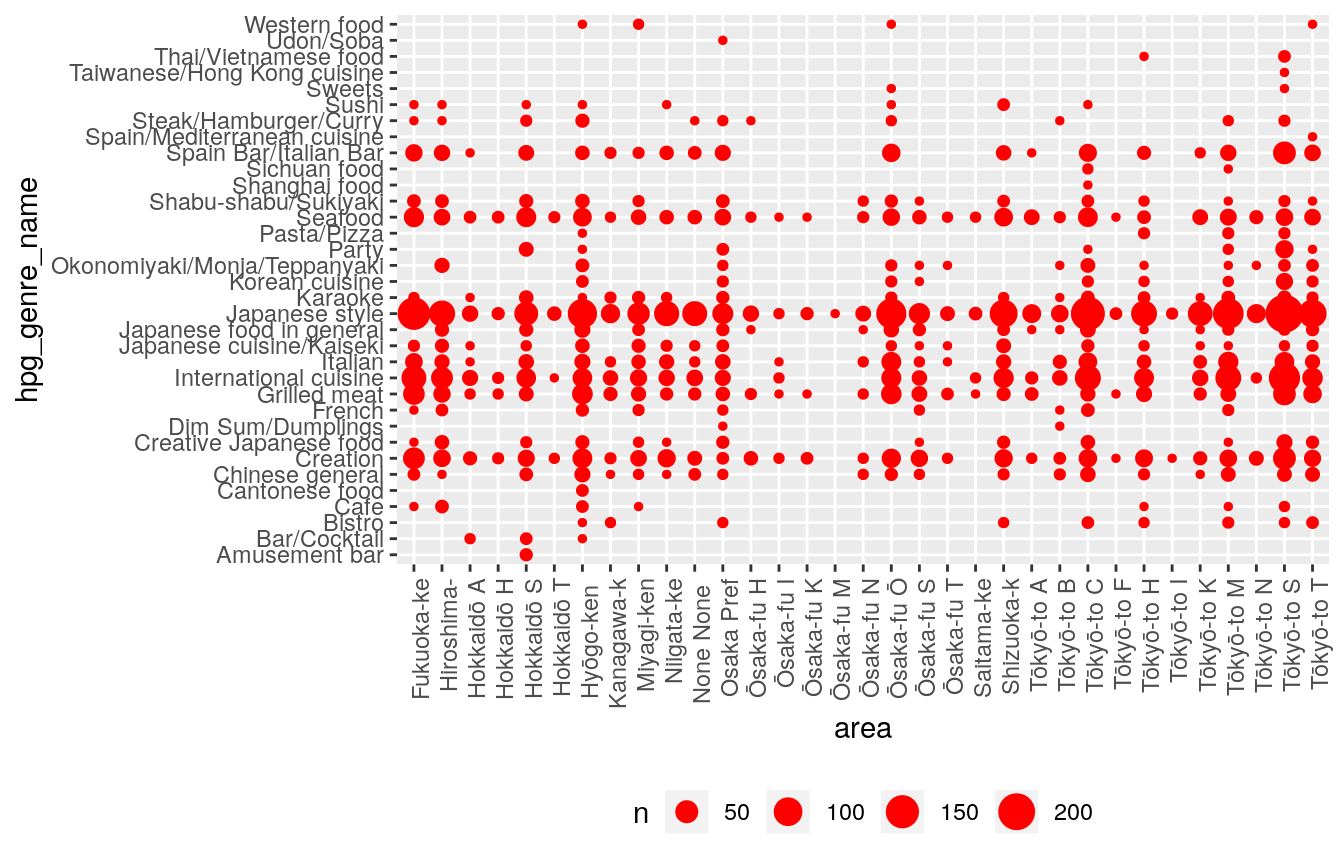 Western food
Udon/Soba
Thai/Vietnamese food
Taiwanese/Hong Kong cuisine
Sweets
Sushi
Steak/Hamburger/Curry
Spain/Mediterranean cuisine
Spain Bar/Italian Bar
Sichuan food
Shanghai food
Shabu-shabu/Sukiyaki
Seafood
Pasta/Pizza
Party
Okonomiyaki/Monja/Teppanyaki
Korean cuisine
Karaoke
Japanese style
Japanese food in general
Japanese cuisine/Kaiseki
Italian
International cuisine
Grilled meat
French
Dim Sum/Dumplings
Creative Japanese food
Creation
Chinese general
Cantonese food
Cafe
Bistro
Bar/Cocktail
Amusement bar
hpg_genre_name
Fukuoka-ke
Hiroshima-
Hokkaidō A
Hokkaidō H
Hokkaidō S
Hokkaidō T
Hyōgo-ken
Kanagawa-k
Miyagi-ken
Niigata-ke
None None
Ōsaka Pref
Ōsaka-fu H
Ōsaka-fu I
Ōsaka-fu K
Ōsaka-fu M
Ōsaka-fu N
Ōsaka-fu Ō
Ōsaka-fu S
Ōsaka-fu T
Saitama-ke
Shizuoka-k
Tōkyō-to A
Tōkyō-to B
Tōkyō-to C
Tōkyō-to F
Tōkyō-to H
Tōkyō-to I
Tōkyō-to K
Tōkyō-to M
Tōkyō-to N
Tōkyō-to S
Tōkyō-to T
area
n 50 100 150 200